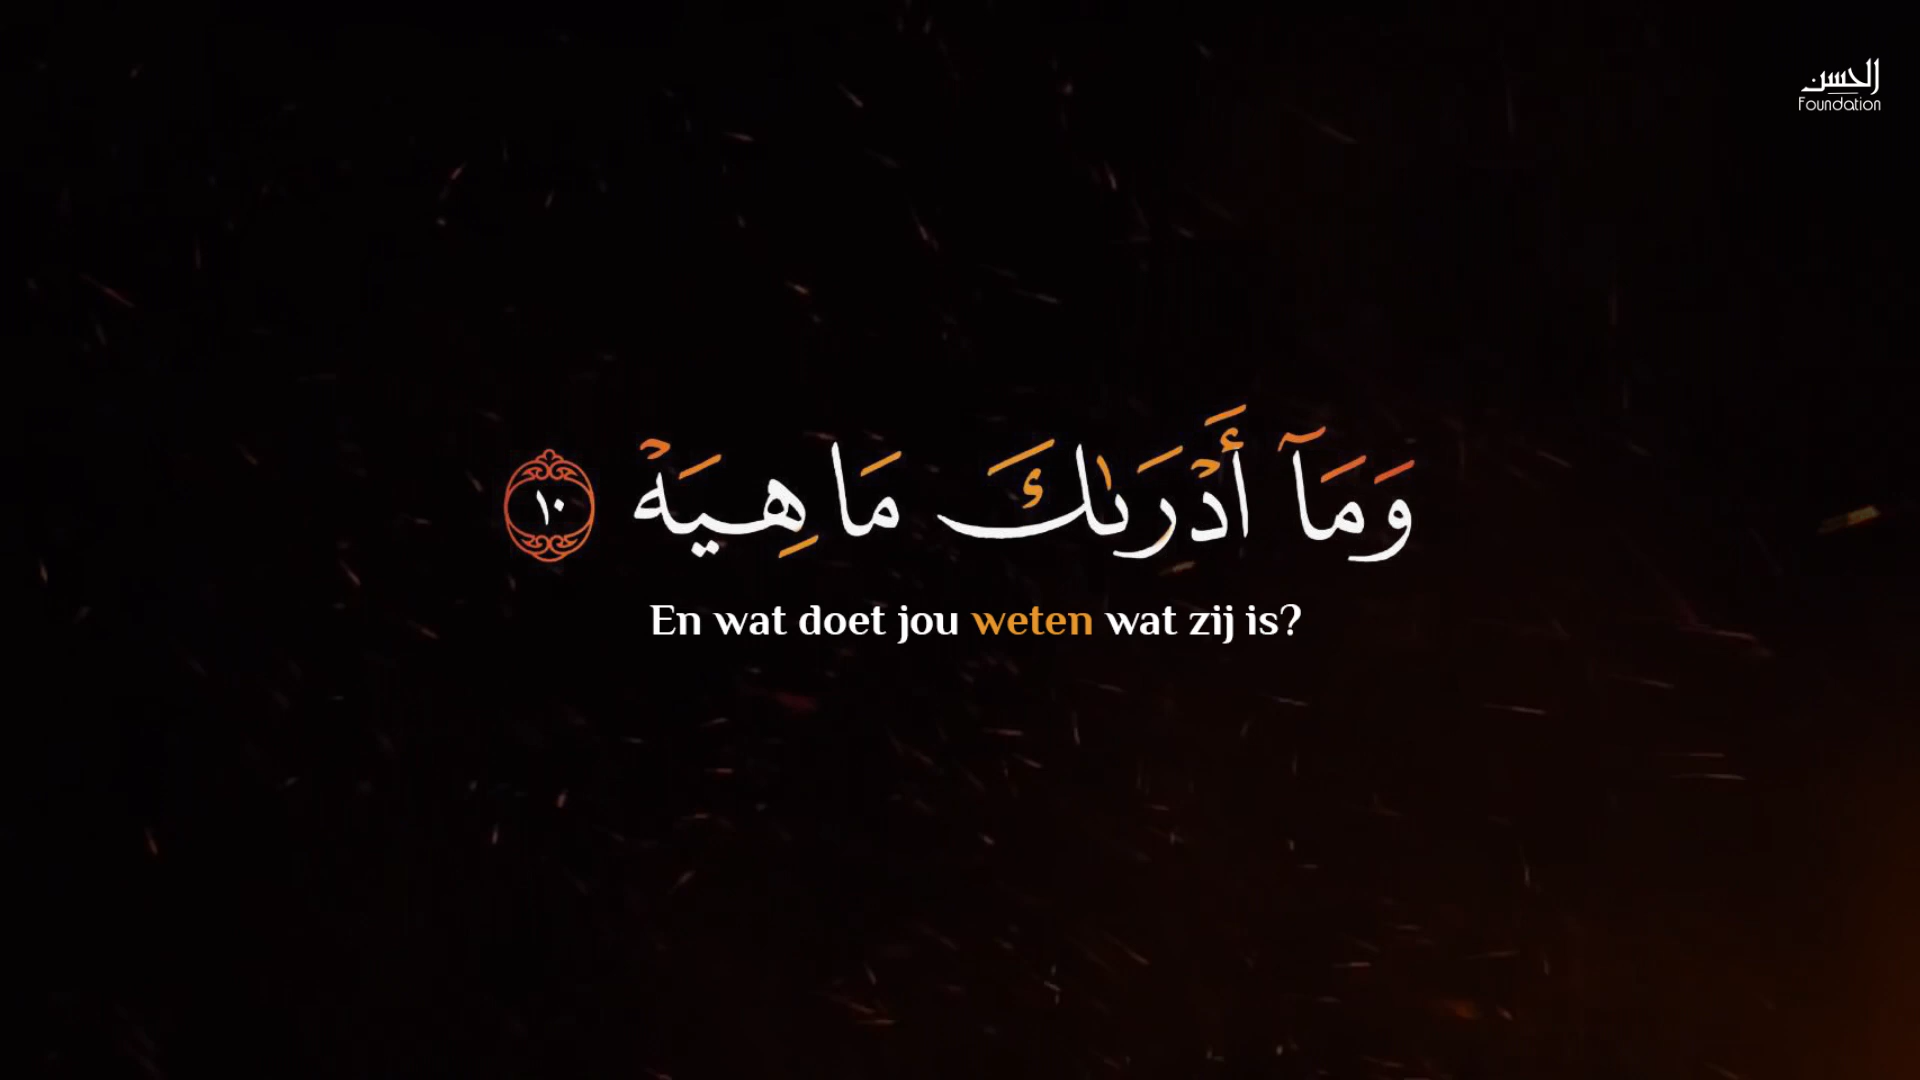 الحسن
Foundation
وَمَآ أَدْرَىٰكَ مَا هِيَهْ ١٠
En wat doet jou weten wat zij is?